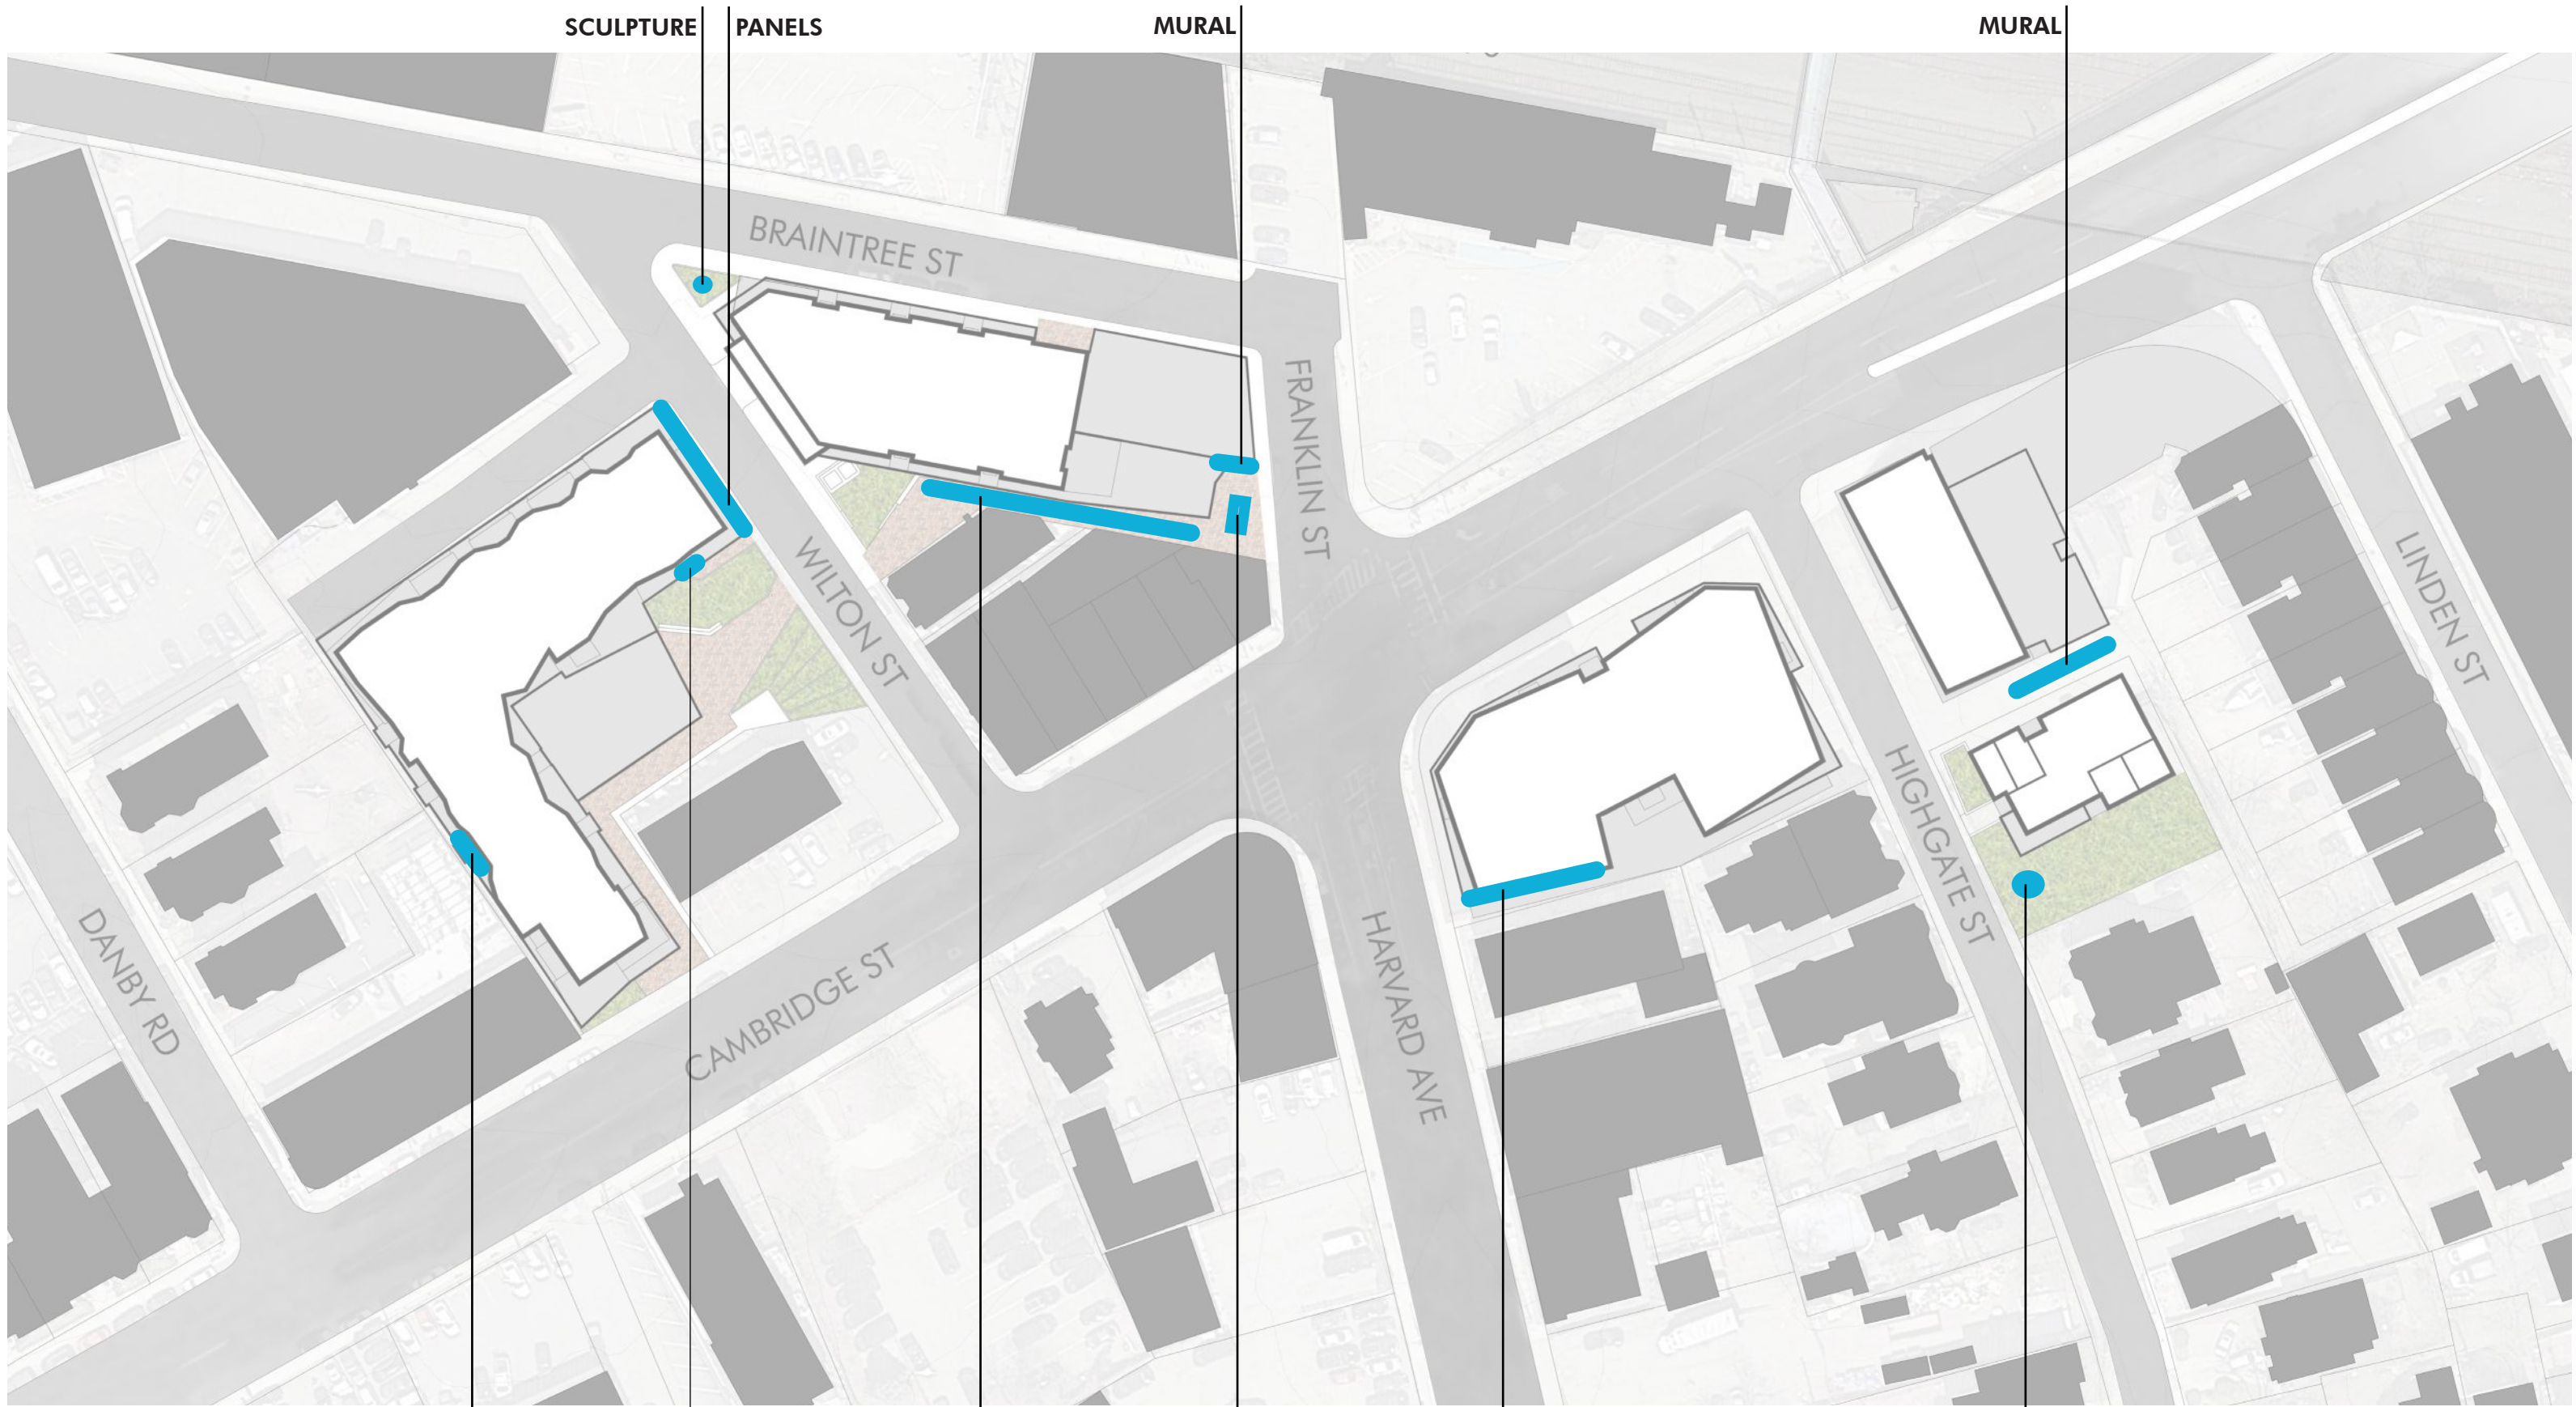 SCULPTURE
PANELS
MURAL
MURAL
BRAINTREE ST
FRANKLIN ST
WILTON ST
LINDEN ST
HIGHGATE ST
DANBY RD
CAMBRIDGE ST
HARVARD AVE